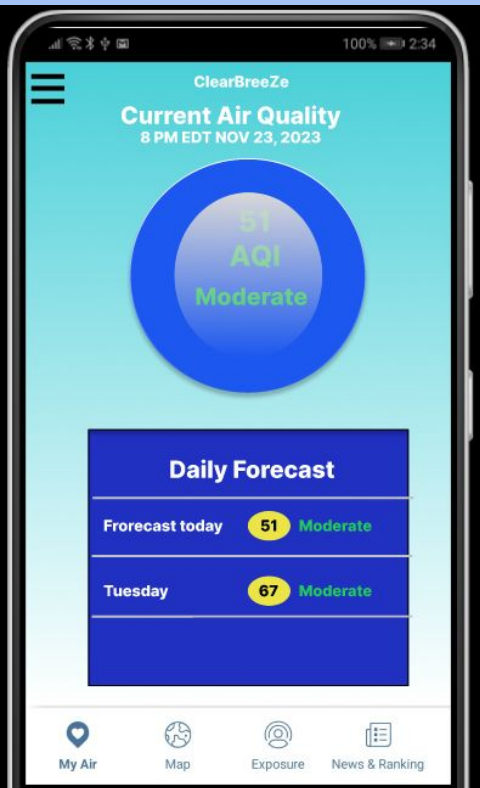 100% 2:34
ClearBreeZe
Current Air Quality
8 PM EDT NOV 23, 2023
51
AQI
Moderate
Daily Forecast
Frorecast today 51 Moderate
Tuesday 67 Moderate
My Air Map Exposure News & Ranking